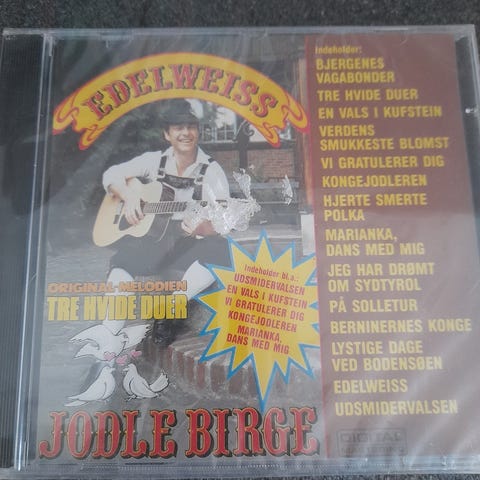 EDELWEISS
Indeholder:
BJERGENES
VAGABONDER
TRE HVIDE DUER
EN VALS I KUFSTEIN
VERDENS
SMUKKESTE BLOMST
VI GRATULERER DIG
KONGEJODLEREN
HJERTE SMERTE
POLKA
MARIANKA,
DANS MED MIG
JEG HAR DRØMT
OM SYDTYROL
PÅ SOLLETUR
BERNINERNES KONGE
LYSTIGE DAGE
VED BODENSØEN
EDELWEISS
UDSMIDERVALSEN
ORIGINAL-MELODIEN
TRE HVIDE DUER
Indeholder bl.a.:
UDSMIDERVALSEN
EN VALS I KUFSTEIN
VI GRATULERER DIG
KONGEJODLEREN
MARIANKA,
DANS MED MIG
JODLE BIRGE
DIGITAL